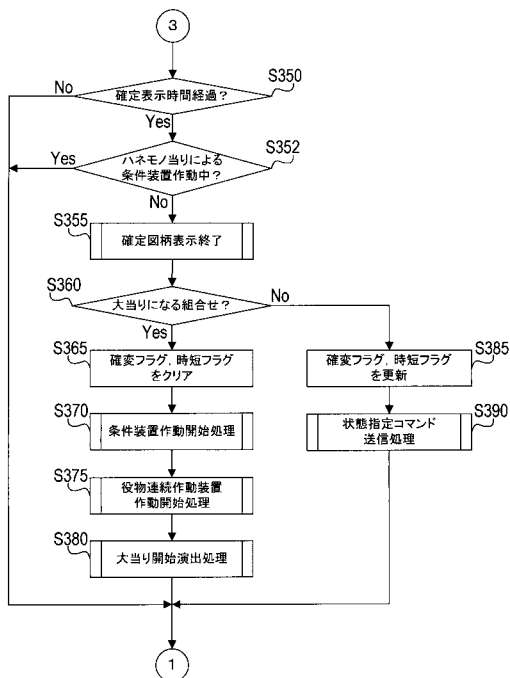 3
S350
確定表示時間経過？
No
Yes
S352
ハネモノ当りによる
条件装置作動中？
Yes
No
S355
確定図柄表示終了
S360
大当りになる組合せ？
No
Yes
S365
確変フラグ，時短フラグ
をクリア
S385
確変フラグ，時短フラグ
を更新
S370
条件装置作動開始処理
S390
状態指定コマンド
送信処理
S375
役物連続作動装置
作動開始処理
S380
大当り開始演出処理
1